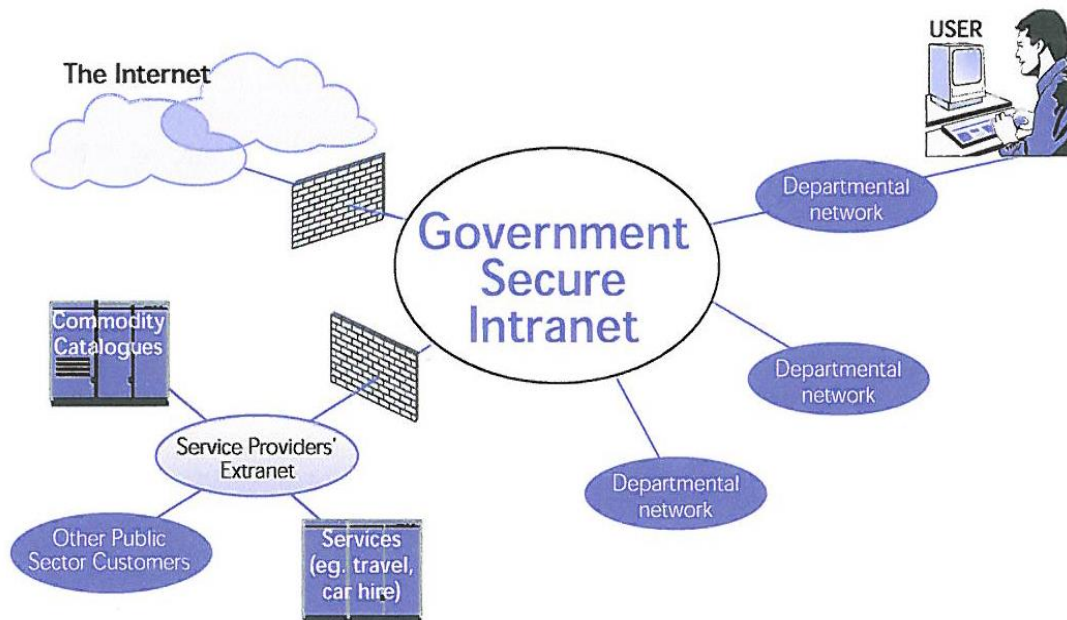 The Internet
USER
Departmental
network
Government
Secure
Intranet
Commodity
Catalogues
Departmental
network
Service Providers'
Extranet
Departmental
network
Other Public
Sector Customers
Services
(eg. travel,
car hire)